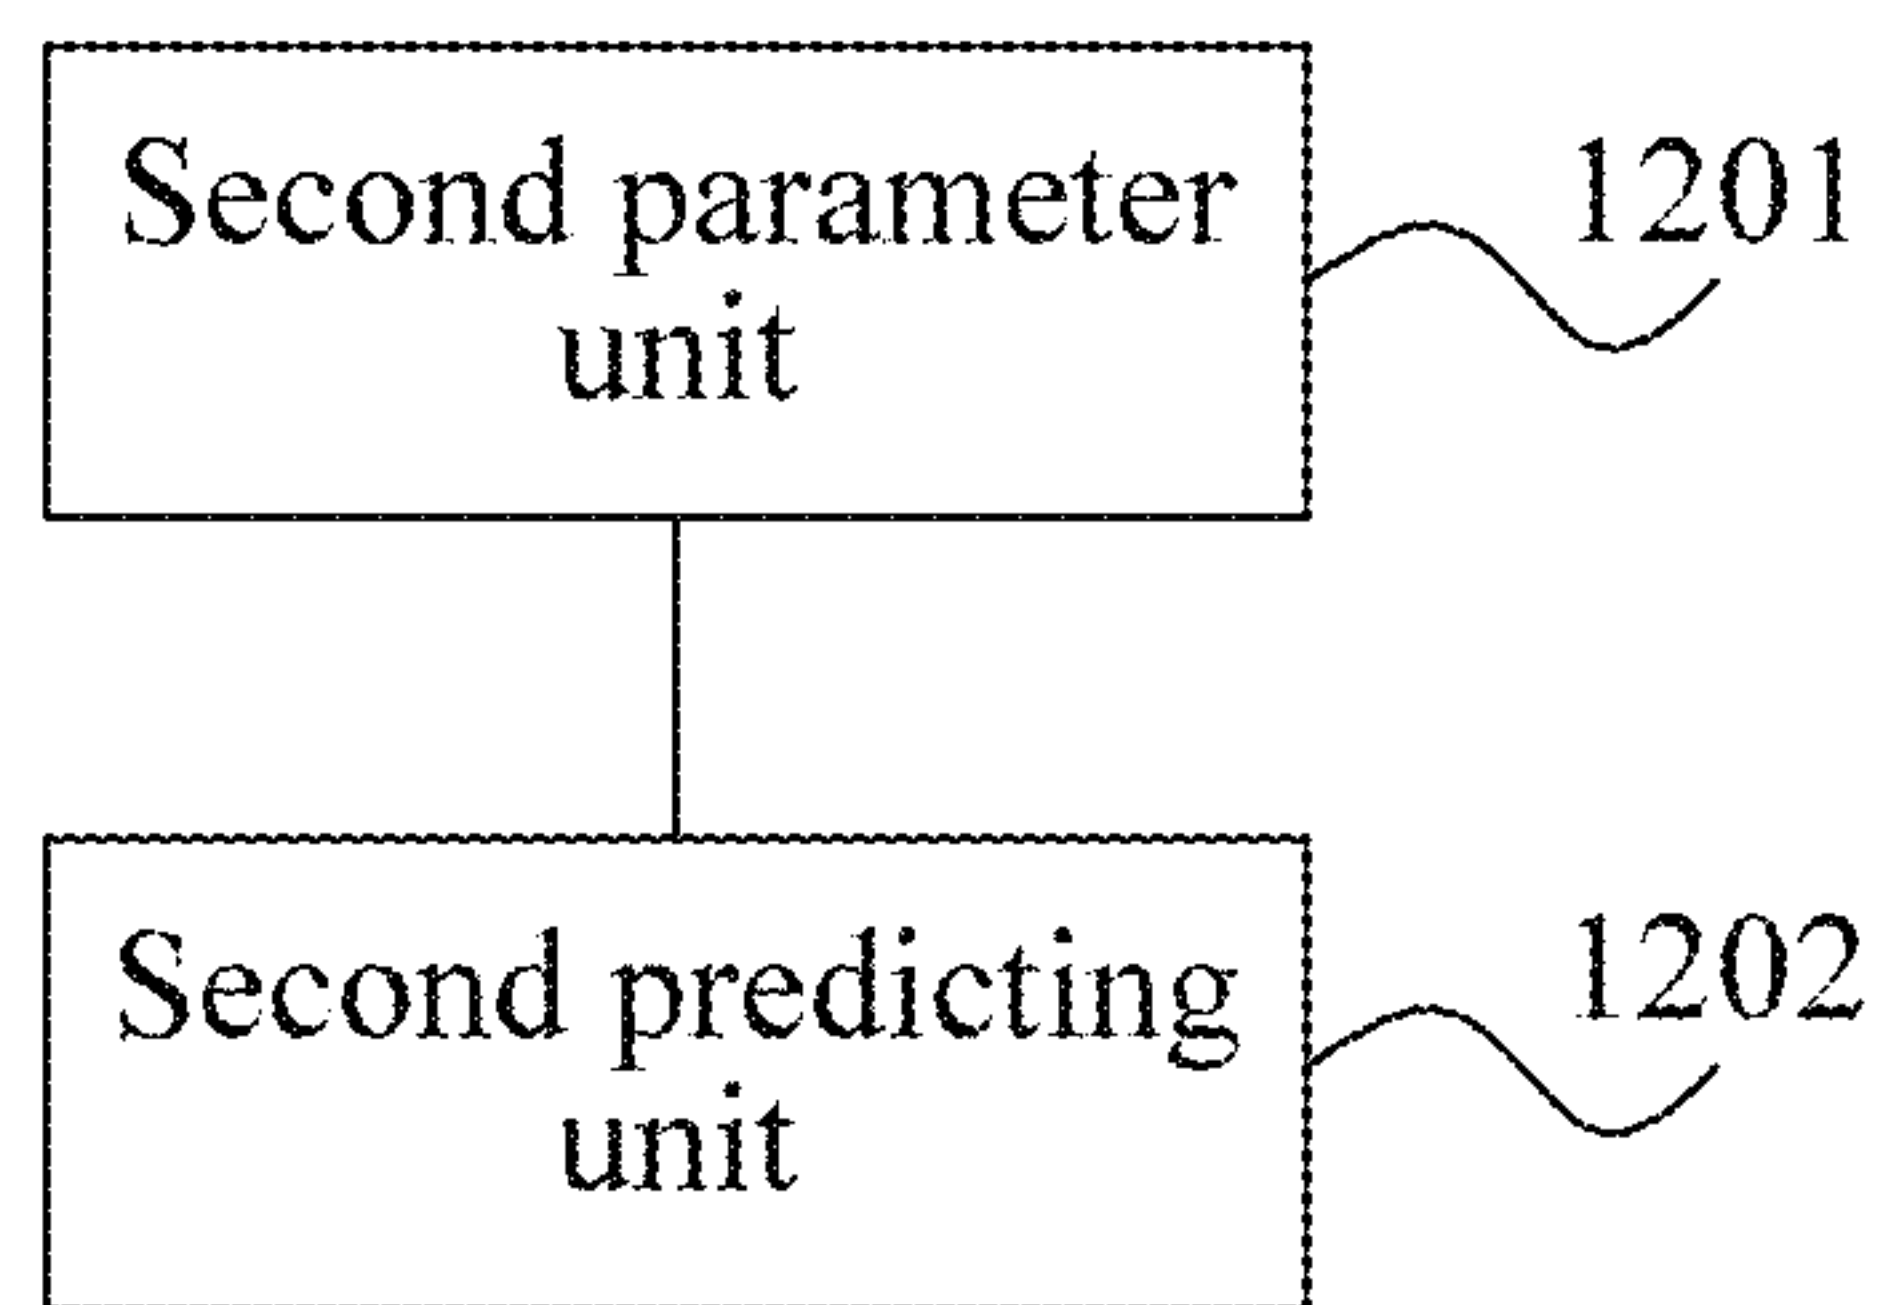 Second parameter
unit
1201
Second predicting
unit
1202